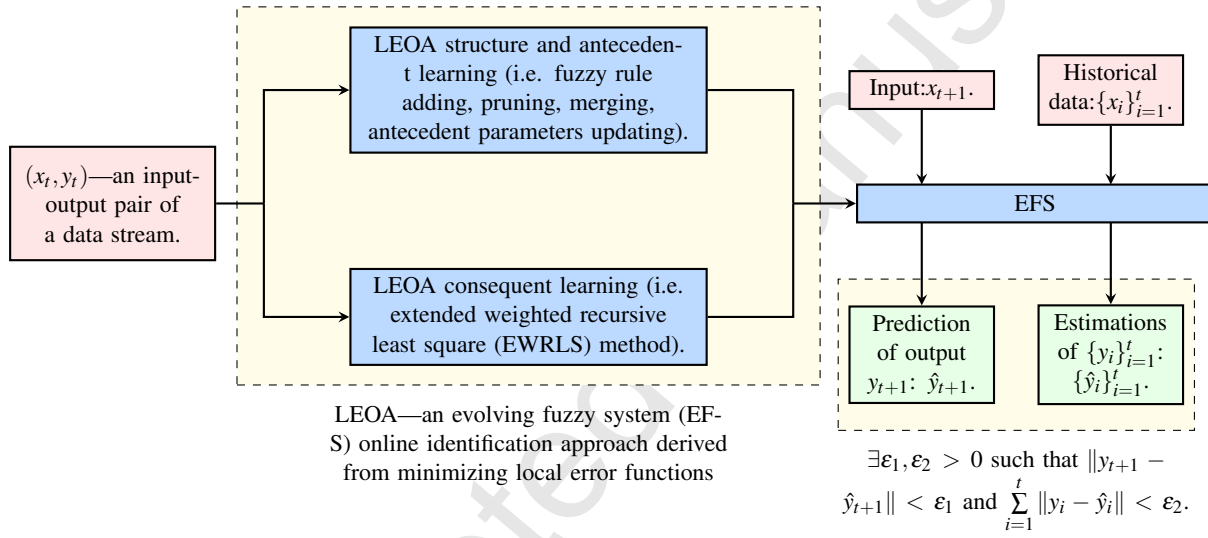 (x_t, y_t)—an input-
output pair of
a data stream.
LEOA structure and anteceden-
t learning (i.e. fuzzy rule
adding, pruning, merging,
antecedent parameters updating).
LEOA consequent learning (i.e.
extended weighted recursive
least square (EWRLS) method).
LEOA—an evolving fuzzy system (EF-
S) online identification approach derived
from minimizing local error functions
Input:x_{t+1}.
Historical
data:{x_i}_{i=1}^t.
EFS
Prediction
of output
y_{t+1}: ŷ_{t+1}.
Estimations
of {y_i}_{i=1}^t:
{ŷ_i}_{i=1}^t.
∃ε_1,ε_2 > 0 such that ‖y_{t+1} −
ŷ_{t+1}‖ < ε_1 and ∑_{i=1}^t ‖y_i − ŷ_i‖ < ε_2.